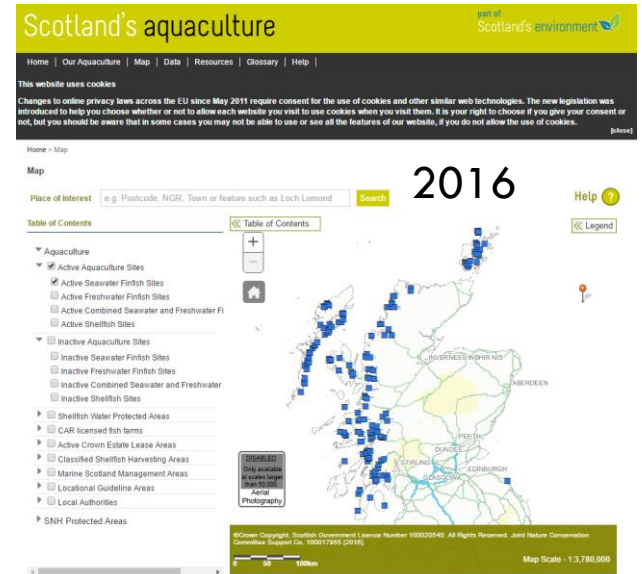 Scotland's aquaculture
part of
Scotland's environment
Home | Our Aquaculture | Map | Data | Resources | Glossary | Help |
This website uses cookies
Changes to online privacy laws across the EU since May 2011 require consent for the use of cookies and other similar web technologies. The new legislation was
introduced to help you choose whether or not to allow each website you visit to use cookies when you visit them. It is your right to choose if you give your consent or
not, but you should be aware that in some cases you may not be able to use or see all the features of our website, if you do not allow the use of cookies.
[close]
Home > Map
Map
2016
Place of Interest e.g. Postcode, NGR, Town or feature such as Loch Lomond Search Help ?
Table of Contents
Table of Contents
Legend
+
−
Aquaculture
Active Aquaculture Sites
Active Seawater Finfish Sites
Active Freshwater Finfish Sites
Active Combined Seawater and Freshwater Fi
Active Shellfish Sites
Inactive Aquaculture Sites
Inactive Seawater Finfish Sites
Inactive Freshwater Finfish Sites
Inactive Combined Seawater and Freshwater
Inactive Shellfish Sites
Shellfish Water Protected Areas
CAR licensed fish farms
Active Crown Estate Lease Areas
Classified Shellfish Harvesting Areas
Marine Scotland Management Areas
Locational Guideline Areas
Local Authorities
SNH Protected Areas
INVERNESS INBHIR NIS
ABERDEEN
PERTH
DUNDEE
STIRLING
EDINBURGH
GLASGOW
DISABLED
Only available
at scales larger
than 50,000
Aerial
Photography
©Crown Copyright, Scottish Government Licence Number 100020540. All Rights Reserved. Joint Nature Conservation
Committee Support Co, 100017955 [2016].
0 50 100km
Map Scale - 1:3,780,000